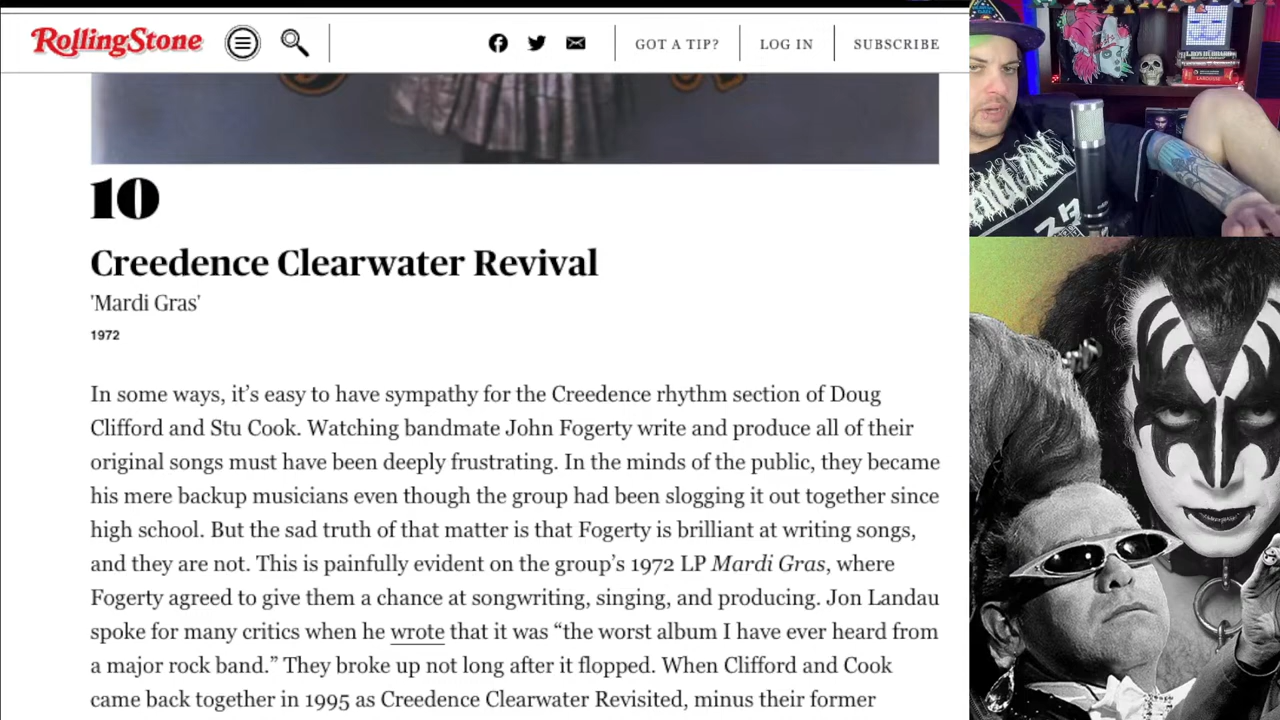 RollingStone
GOT A TIP?
LOG IN
SUBSCRIBE
10
Creedence Clearwater Revival
'Mardi Gras'
1972
In some ways, it’s easy to have sympathy for the Creedence rhythm section of Doug
Clifford and Stu Cook. Watching bandmate John Fogerty write and produce all of their
original songs must have been deeply frustrating. In the minds of the public, they became
his mere backup musicians even though the group had been slogging it out together since
high school. But the sad truth of that matter is that Fogerty is brilliant at writing songs,
and they are not. This is painfully evident on the group’s 1972 LP Mardi Gras, where
Fogerty agreed to give them a chance at songwriting, singing, and producing. Jon Landau
spoke for many critics when he wrote that it was “the worst album I have ever heard from
a major rock band.” They broke up not long after it flopped. When Clifford and Cook
came back together in 1995 as Creedence Clearwater Revisited, minus their former